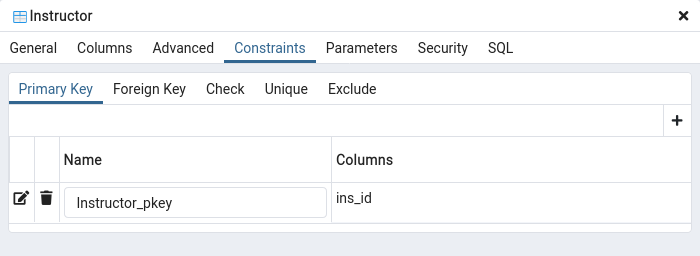 Instructor
General Columns Advanced Constraints Parameters Security SQL
Primary Key Foreign Key Check Unique Exclude
Name Columns
Instructor_pkey ins_id